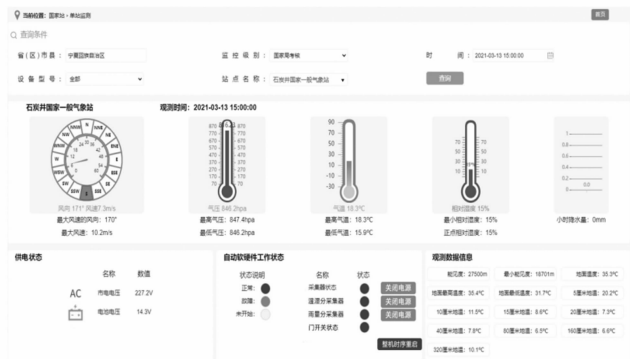 当前位置：国家站 > 单站监测
首页
查询条件
省（区）市县： 宁夏回族自治区 监控级别： 国家局考核 时间： 2021-03-13 15:00:00
设备型号： 全部 站点名称： 石炭井国家一般气象站 查询
石炭井国家一般气象站 观测时间：2021-03-13 15:00:00
风向 171° 风速7.3m/s
最大风速的风向： 170°
最大风速： 10.2m/s
气压 846.2hpa
最高气压： 847.4hpa
最低气压： 846.2hpa
气温 18.3℃
最高气温： 18.3℃
最低气温： 15.9℃
相对湿度 15%
最小相对湿度： 15%
正点相对湿度： 15%
0.0
小时降水量： 0mm
供电状态
名称 数值
AC 市电电压 227.2V
电池电压 14.3V
自动软硬件工作状态
状态说明 名称 状态
正常： 采集器状态 关闭电源
故障： 温湿分采集器 关闭电源
未开始： 雨量分采集器 关闭电源
门开关状态
整机时序重启
观测数据信息
能见度： 27500m 最小能见度： 18701m 地面温度： 35.3℃
地面最高温度： 35.4℃ 地面最低温度： 31.7℃ 5厘米地温： 20.2℃
10厘米地温： 11.5℃ 15厘米地温： 8.6℃ 20厘米地温： 7.3℃
40厘米地温： 7.8℃ 80厘米地温： 6.5℃ 160厘米地温： 6.6℃
320厘米地温： 10.1℃